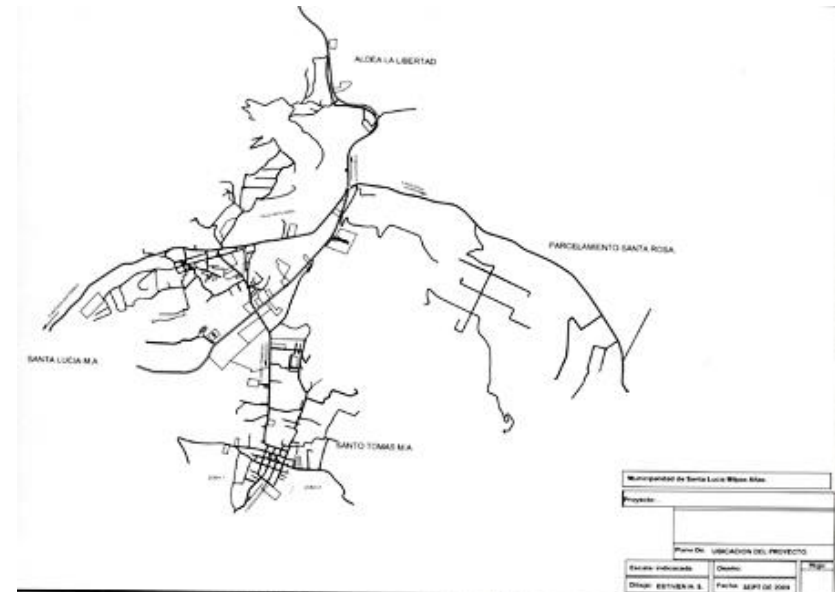 ALDEA LA LIBERTAD
PARCELAMIENTO SANTA ROSA
SANTA LUCIA M.A
SANTO TOMAS M.A
Municipalidad de Santa Lucia Milpas Altas
Proyecto:
Plano De: UBICACION DEL PROYECTO
Escala: indicada
Diseño:
Hoja
Dibujo: ESTIVEN H. S.
Fecha: SEPT DE 2009